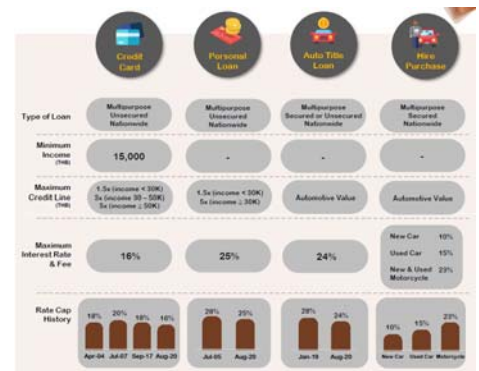 Credit
Card
Personal
Loan
Auto Title
Loan
Hire
Purchase
Type of Loan
Multipurpose
Unsecured
Nationwide
Multipurpose
Unsecured
Nationwide
Multipurpose
Secured or Unsecured
Nationwide
Multipurpose
Secured
Nationwide
Minimum
Income
(THB)
15,000
-
-
-
Maximum
Credit Line
(THB)
1.5x (income < 30K)
3x (income 30 – 50K)
5x (income ≥ 50K)
1.5x (income < 30K)
5x (income ≥ 30K)
Automotive Value
Automotive Value
Maximum
Interest Rate
& Fee
16%
25%
24%
New Car 10%
Used Car 15%
New & Used 23%
Motorcycle
Rate Cap
History
18% 20% 18% 16%
Apr-04 Jul-07 Sep-17 Aug-20
28% 25%
Jul-05 Aug-20
28% 24%
Jan-19 Aug-20
10% 15% 23%
New Car Used Car Motorcycle